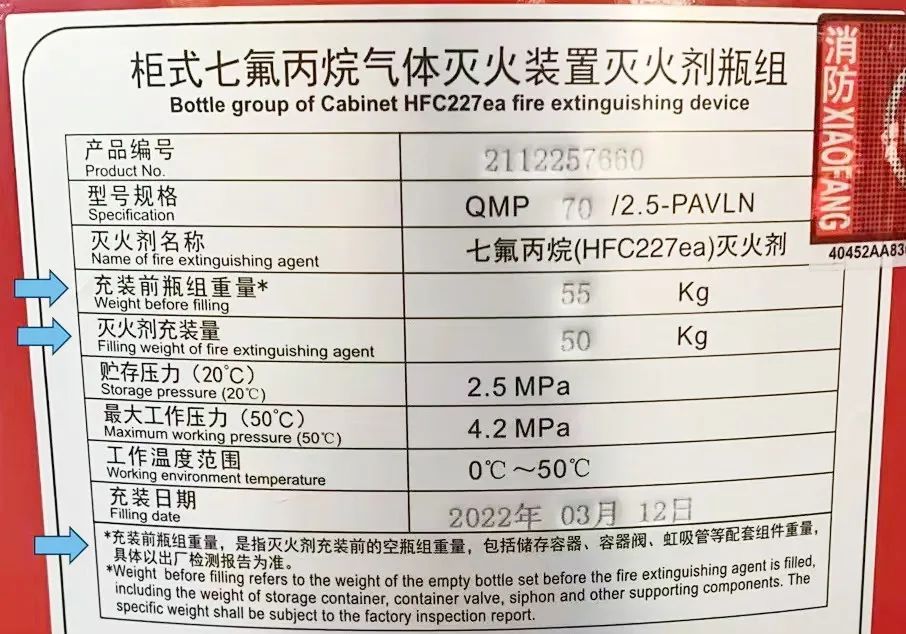 柜式七氟丙烷气体灭火装置灭火剂瓶组
Bottle group of Cabinet HFC227ea fire extinguishing device
消防 XIAOFANG
产品编号
Product No.
2112257660
型号规格
Specification
QMP 70 /2.5-PAVLN
灭火剂名称
Name of fire extinguishing agent
七氟丙烷(HFC227ea)灭火剂
充装前瓶组重量*
Weight before filling
55 Kg
灭火剂充装量
Filling weight of fire extinguishing agent
50 Kg
贮存压力（20℃）
Storage pressure (20℃)
2.5 MPa
最大工作压力（50℃）
Maximum working pressure (50℃)
4.2 MPa
工作温度范围
Working environment temperature
0℃～50℃
充装日期
Filling date
2022年 03月 12日
*充装前瓶组重量，是指灭火剂充装前的空瓶组重量，包括储存容器、容器阀、虹吸管等配套组件重量，
具体以出厂检测报告为准。
*Weight before filling refers to the weight of the empty bottle set before the fire extinguishing agent is filled,
including the weight of storage container, container valve, siphon and other supporting components. The
specific weight shall be subject to the factory inspection report.